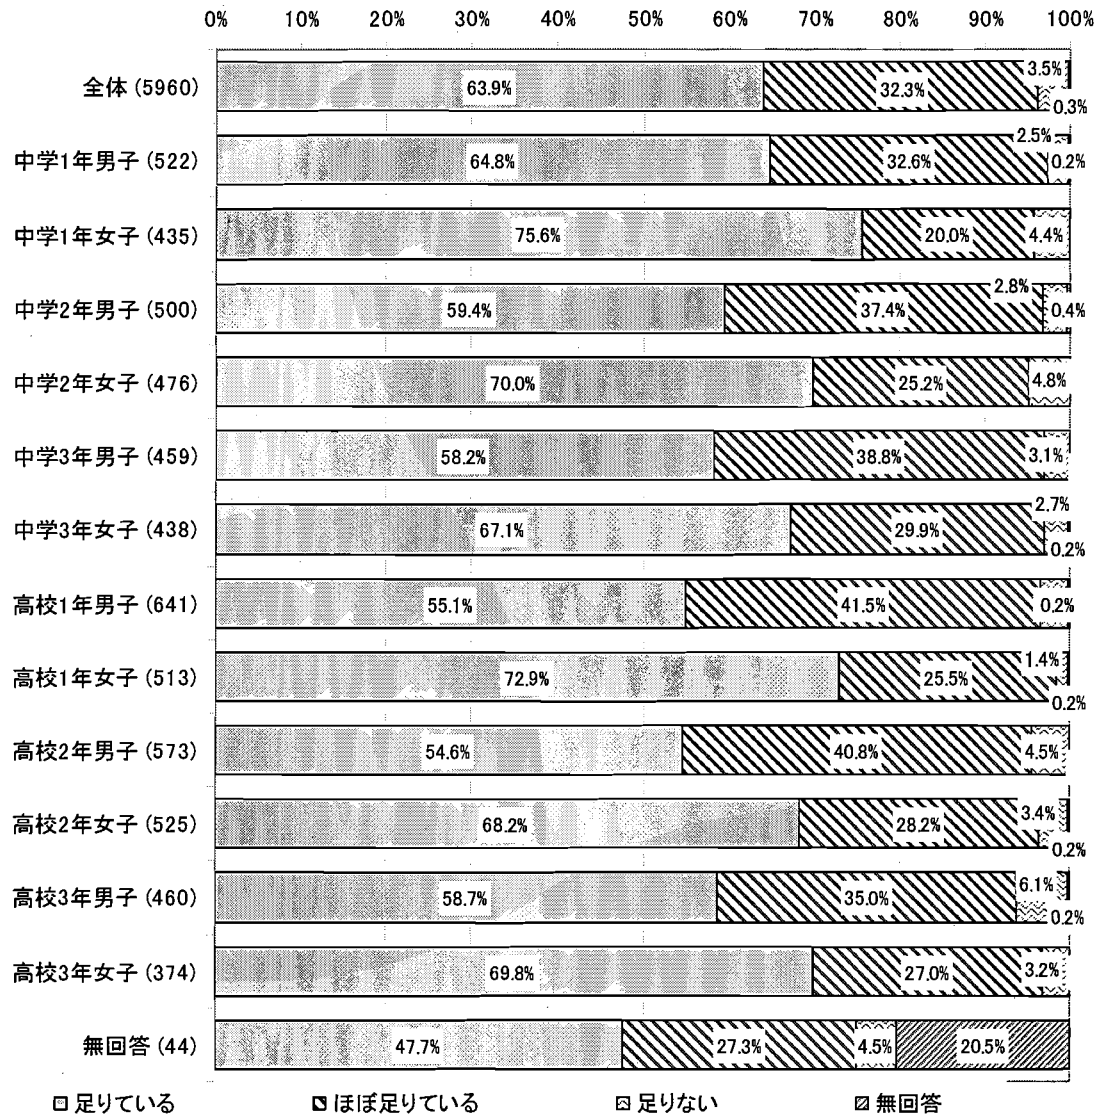 0% 10% 20% 30% 40% 50% 60% 70% 80% 90% 100%
全体 (5960) 63.9% 32.3% 3.5% 0.3%
中学1年男子 (522) 64.8% 32.6% 2.5% 0.2%
中学1年女子 (435) 75.6% 20.0% 4.4%
中学2年男子 (500) 59.4% 37.4% 2.8% 0.4%
中学2年女子 (476) 70.0% 25.2% 4.8%
中学3年男子 (459) 58.2% 38.8% 3.1%
中学3年女子 (438) 67.1% 29.9% 2.7% 0.2%
高校1年男子 (641) 55.1% 41.5% 0.2%
高校1年女子 (513) 72.9% 25.5% 1.4% 0.2%
高校2年男子 (573) 54.6% 40.8% 4.5%
高校2年女子 (525) 68.2% 28.2% 3.4% 0.2%
高校3年男子 (460) 58.7% 35.0% 6.1% 0.2%
高校3年女子 (374) 69.8% 27.0% 3.2%
無回答 (44) 47.7% 27.3% 4.5% 20.5%
足りている ほぼ足りている 足りない 無回答